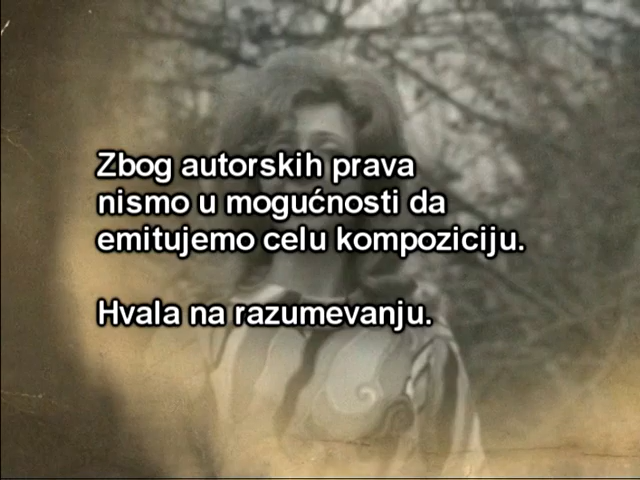 Zbog autorskih prava
nismo u mogućnosti da
emitujemo celu kompoziciju.
Hvala na razumevanju.